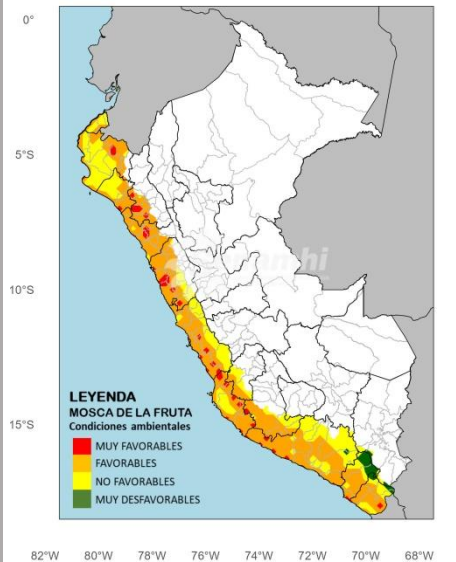 0°
5°S
10°S
15°S
senamhi
LEYENDA
MOSCA DE LA FRUTA
Condiciones ambientales
MUY FAVORABLES
FAVORABLES
NO FAVORABLES
MUY DESFAVORABLES
82°W 80°W 78°W 76°W 74°W 72°W 70°W 68°W